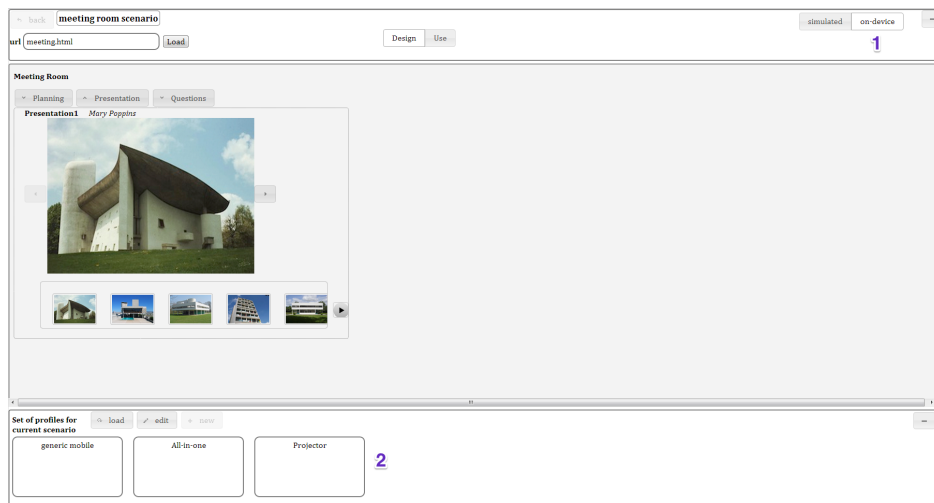 back meeting room scenario simulated on-device
url meeting.html Load Design Use
1
Meeting Room
Planning Presentation Questions
Presentation1 Mary Poppins
Set of profiles for
current scenario
load edit new
generic mobile All-in-one Projector
2